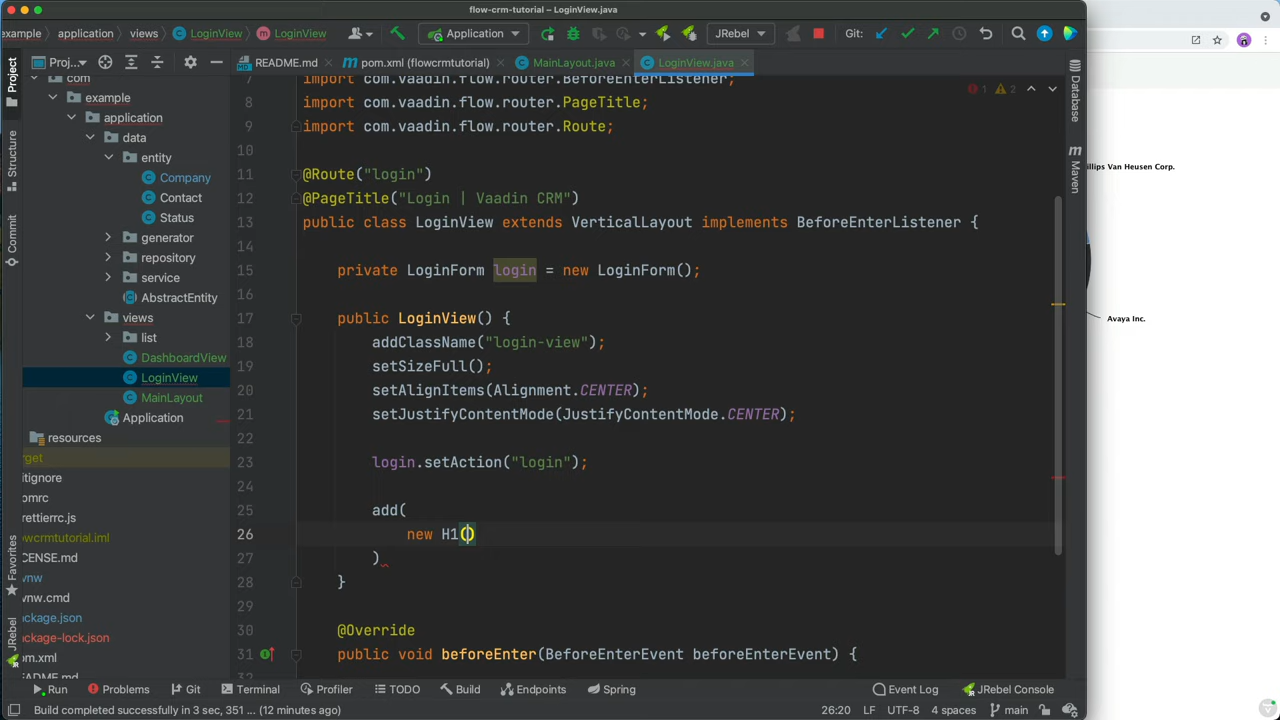 flow-crm-tutorial – LoginView.java
example application views LoginView LoginView Application JRebel Git:
Proj... README.md pom.xml (flowcrmtutorial) MainLayout.java LoginView.java
Project
Structure
Commit
Favorites
JRebel
com
example
application
data
entity
Company
Contact
Status
generator
repository
service
AbstractEntity
views
list
DashboardView
LoginView
MainLayout
Application
resources
rget
itignore
omrc
rettierrc.js
owcrmtutorial.iml
CENSE.md
vnw
vnw.cmd
ackage.json
ackage-lock.json
om.xml
7 import com.vaadin.flow.router.BeforeEnterListener;
8 import com.vaadin.flow.router.PageTitle;
9 import com.vaadin.flow.router.Route;
10
11 @Route("login")
12 @PageTitle("Login | Vaadin CRM")
13 public class LoginView extends VerticalLayout implements BeforeEnterListener {
14
15 private LoginForm login = new LoginForm();
16
17 public LoginView() {
18 addClassName("login-view");
19 setSizeFull();
20 setAlignItems(Alignment.CENTER);
21 setJustifyContentMode(JustifyContentMode.CENTER);
22
23 login.setAction("login");
24
25 add(
26 new H1()
27 )
28 }
29
30 @Override
31 public void beforeEnter(BeforeEnterEvent beforeEnterEvent) {
1 2
Database
Maven
llips Van Heusen Corp.
Avaya Inc.
Run Problems Git Terminal Profiler TODO Build Endpoints Spring Event Log JRebel Console
Build completed successfully in 3 sec, 351 ... (12 minutes ago) 26:20 LF UTF-8 4 spaces main